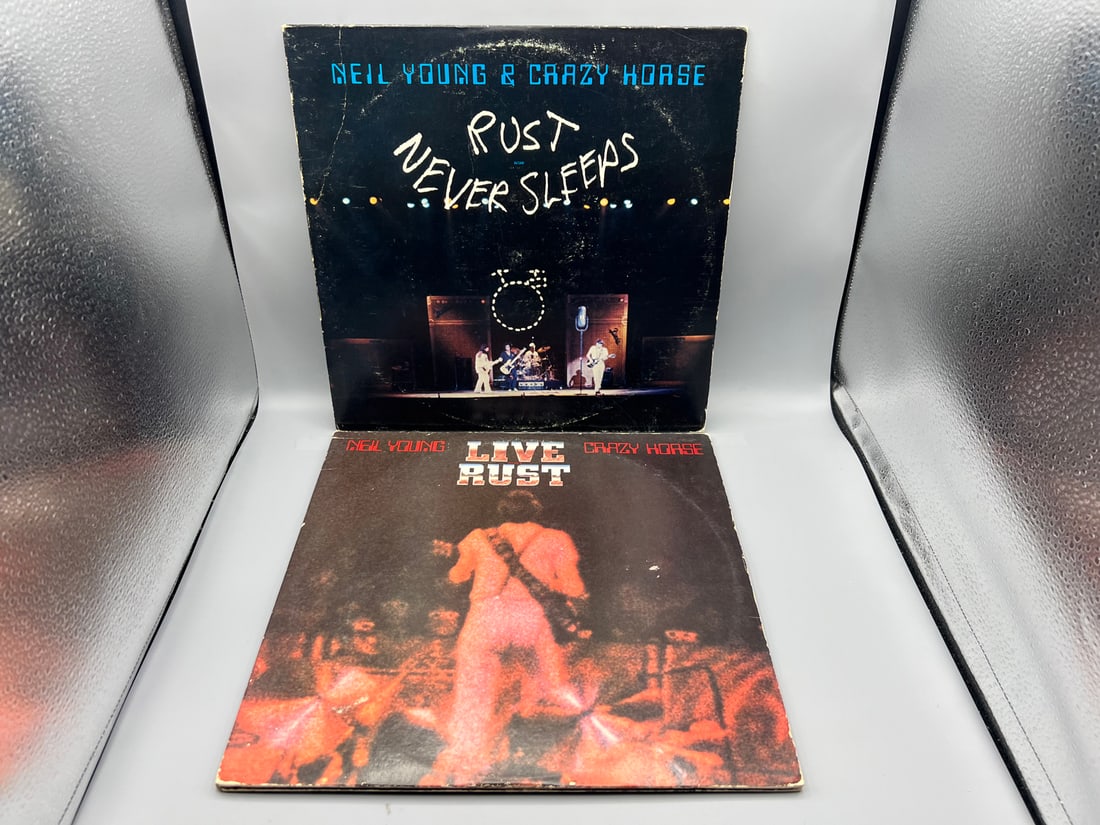 NEIL YOUNG & CRAZY HORSE
RUST
NEVER SLEEPS
NEIL YOUNG
LIVE
RUST
CRAZY HORSE